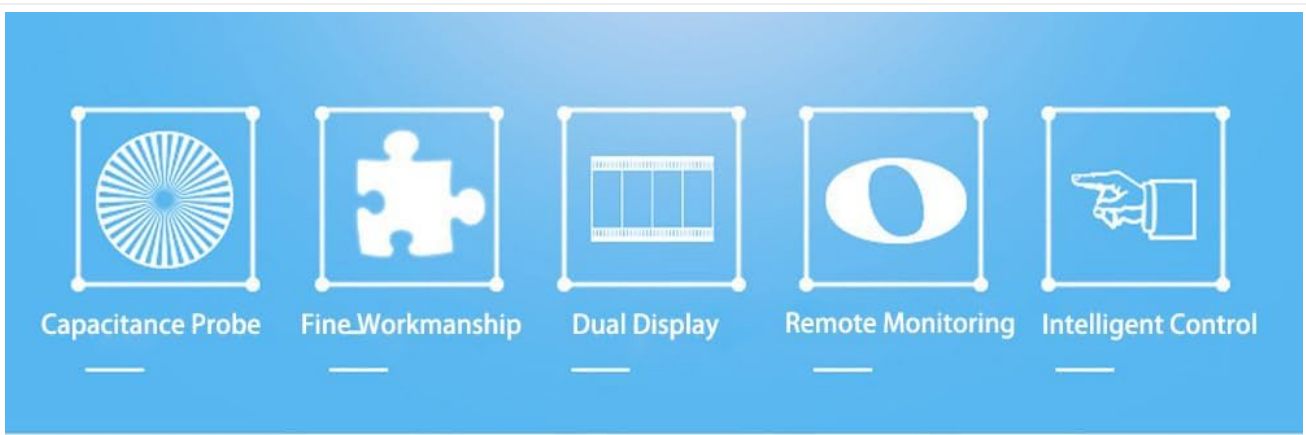 Capacitance Probe
Fine Workmanship
Dual Display
Remote Monitoring
Intelligent Control